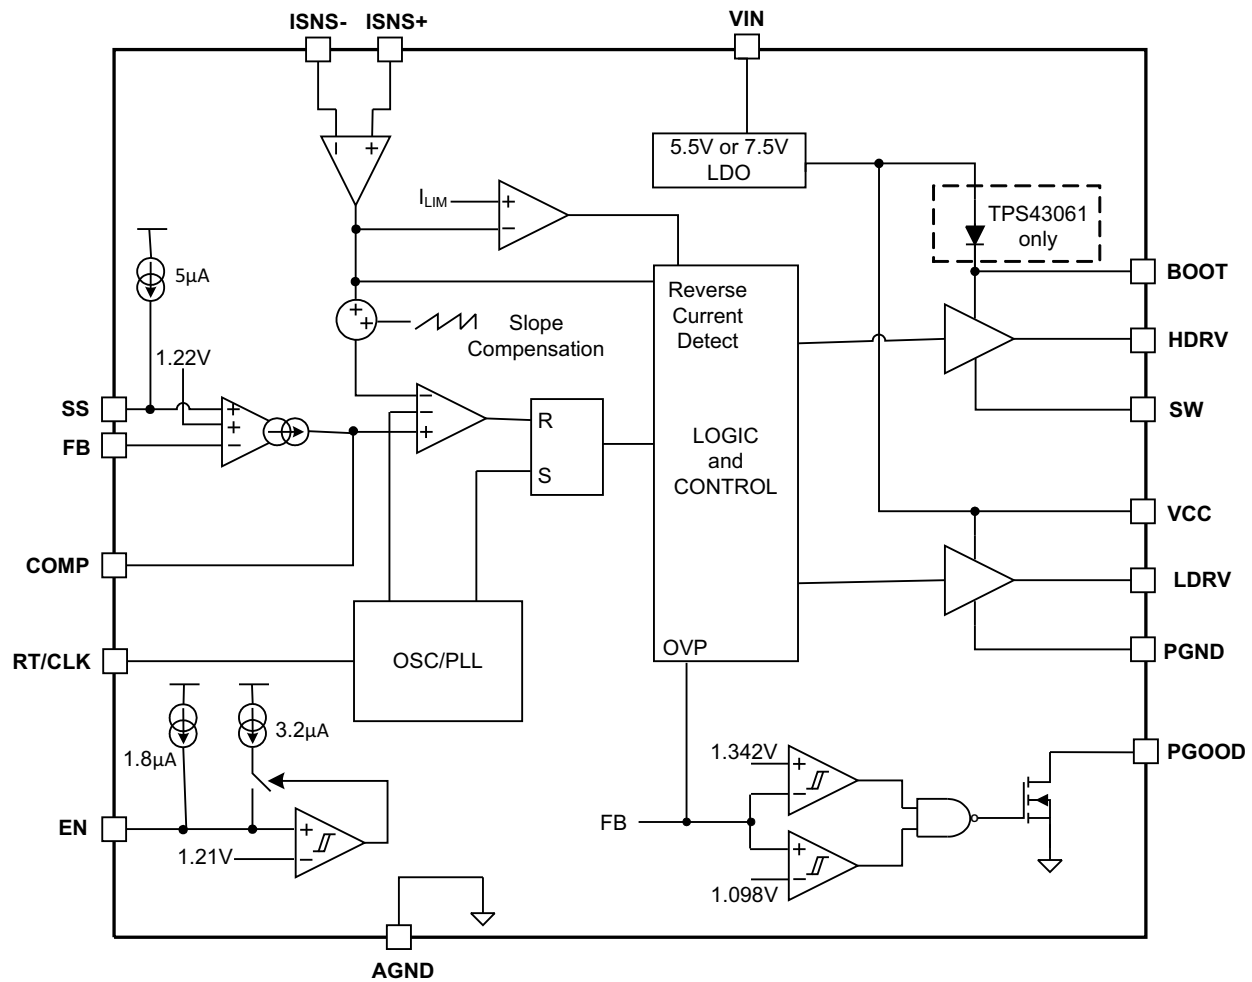 ISNS- ISNS+
VIN
5.5V or 7.5V
LDO
TPS43061
only
BOOT
HDRV
SW
VCC
LDRV
PGND
PGOOD
I_LIM
+
−
− +
5µA
+
+
Slope
Compensation
Reverse
Current
Detect
LOGIC
and
CONTROL
OVP
1.22V
SS
FB
+
+
−
−
−
+
R
S
COMP
RT/CLK
OSC/PLL
1.8µA
3.2µA
EN
+
−
1.21V
1.342V
+
−
FB
+
−
1.098V
AGND